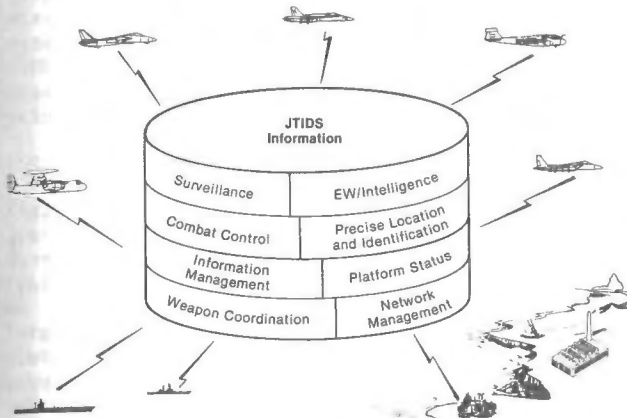 JTIDS
Information
Surveillance
EW/Intelligence
Combat Control
Precise Location
and Identification
Information
Management
Platform Status
Weapon Coordination
Network
Management